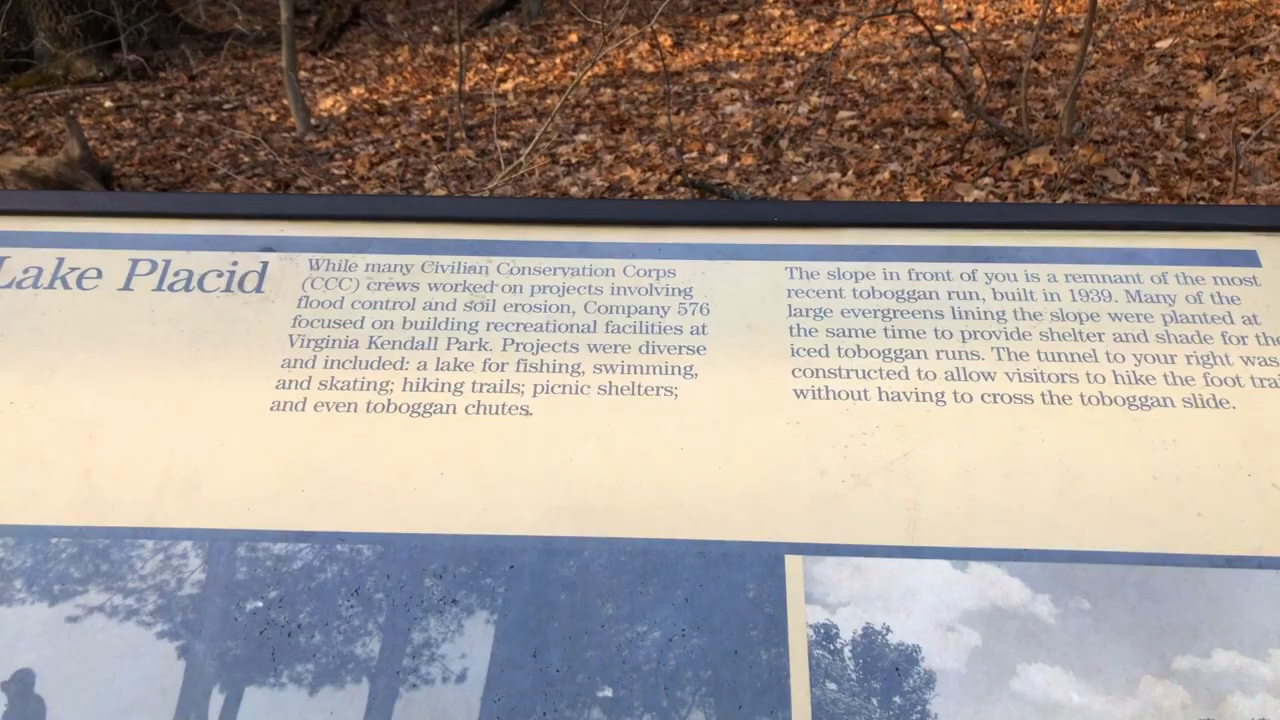 Lake Placid
While many Civilian Conservation Corps
(CCC) crews worked on projects involving
flood control and soil erosion, Company 576
focused on building recreational facilities at
Virginia Kendall Park. Projects were diverse
and included: a lake for fishing, swimming,
and skating; hiking trails; picnic shelters;
and even toboggan chutes.
The slope in front of you is a remnant of the most
recent toboggan run, built in 1939. Many of the
large evergreens lining the slope were planted at
the same time to provide shelter and shade for the
iced toboggan runs. The tunnel to your right was
constructed to allow visitors to hike the foot trai
without having to cross the toboggan slide.